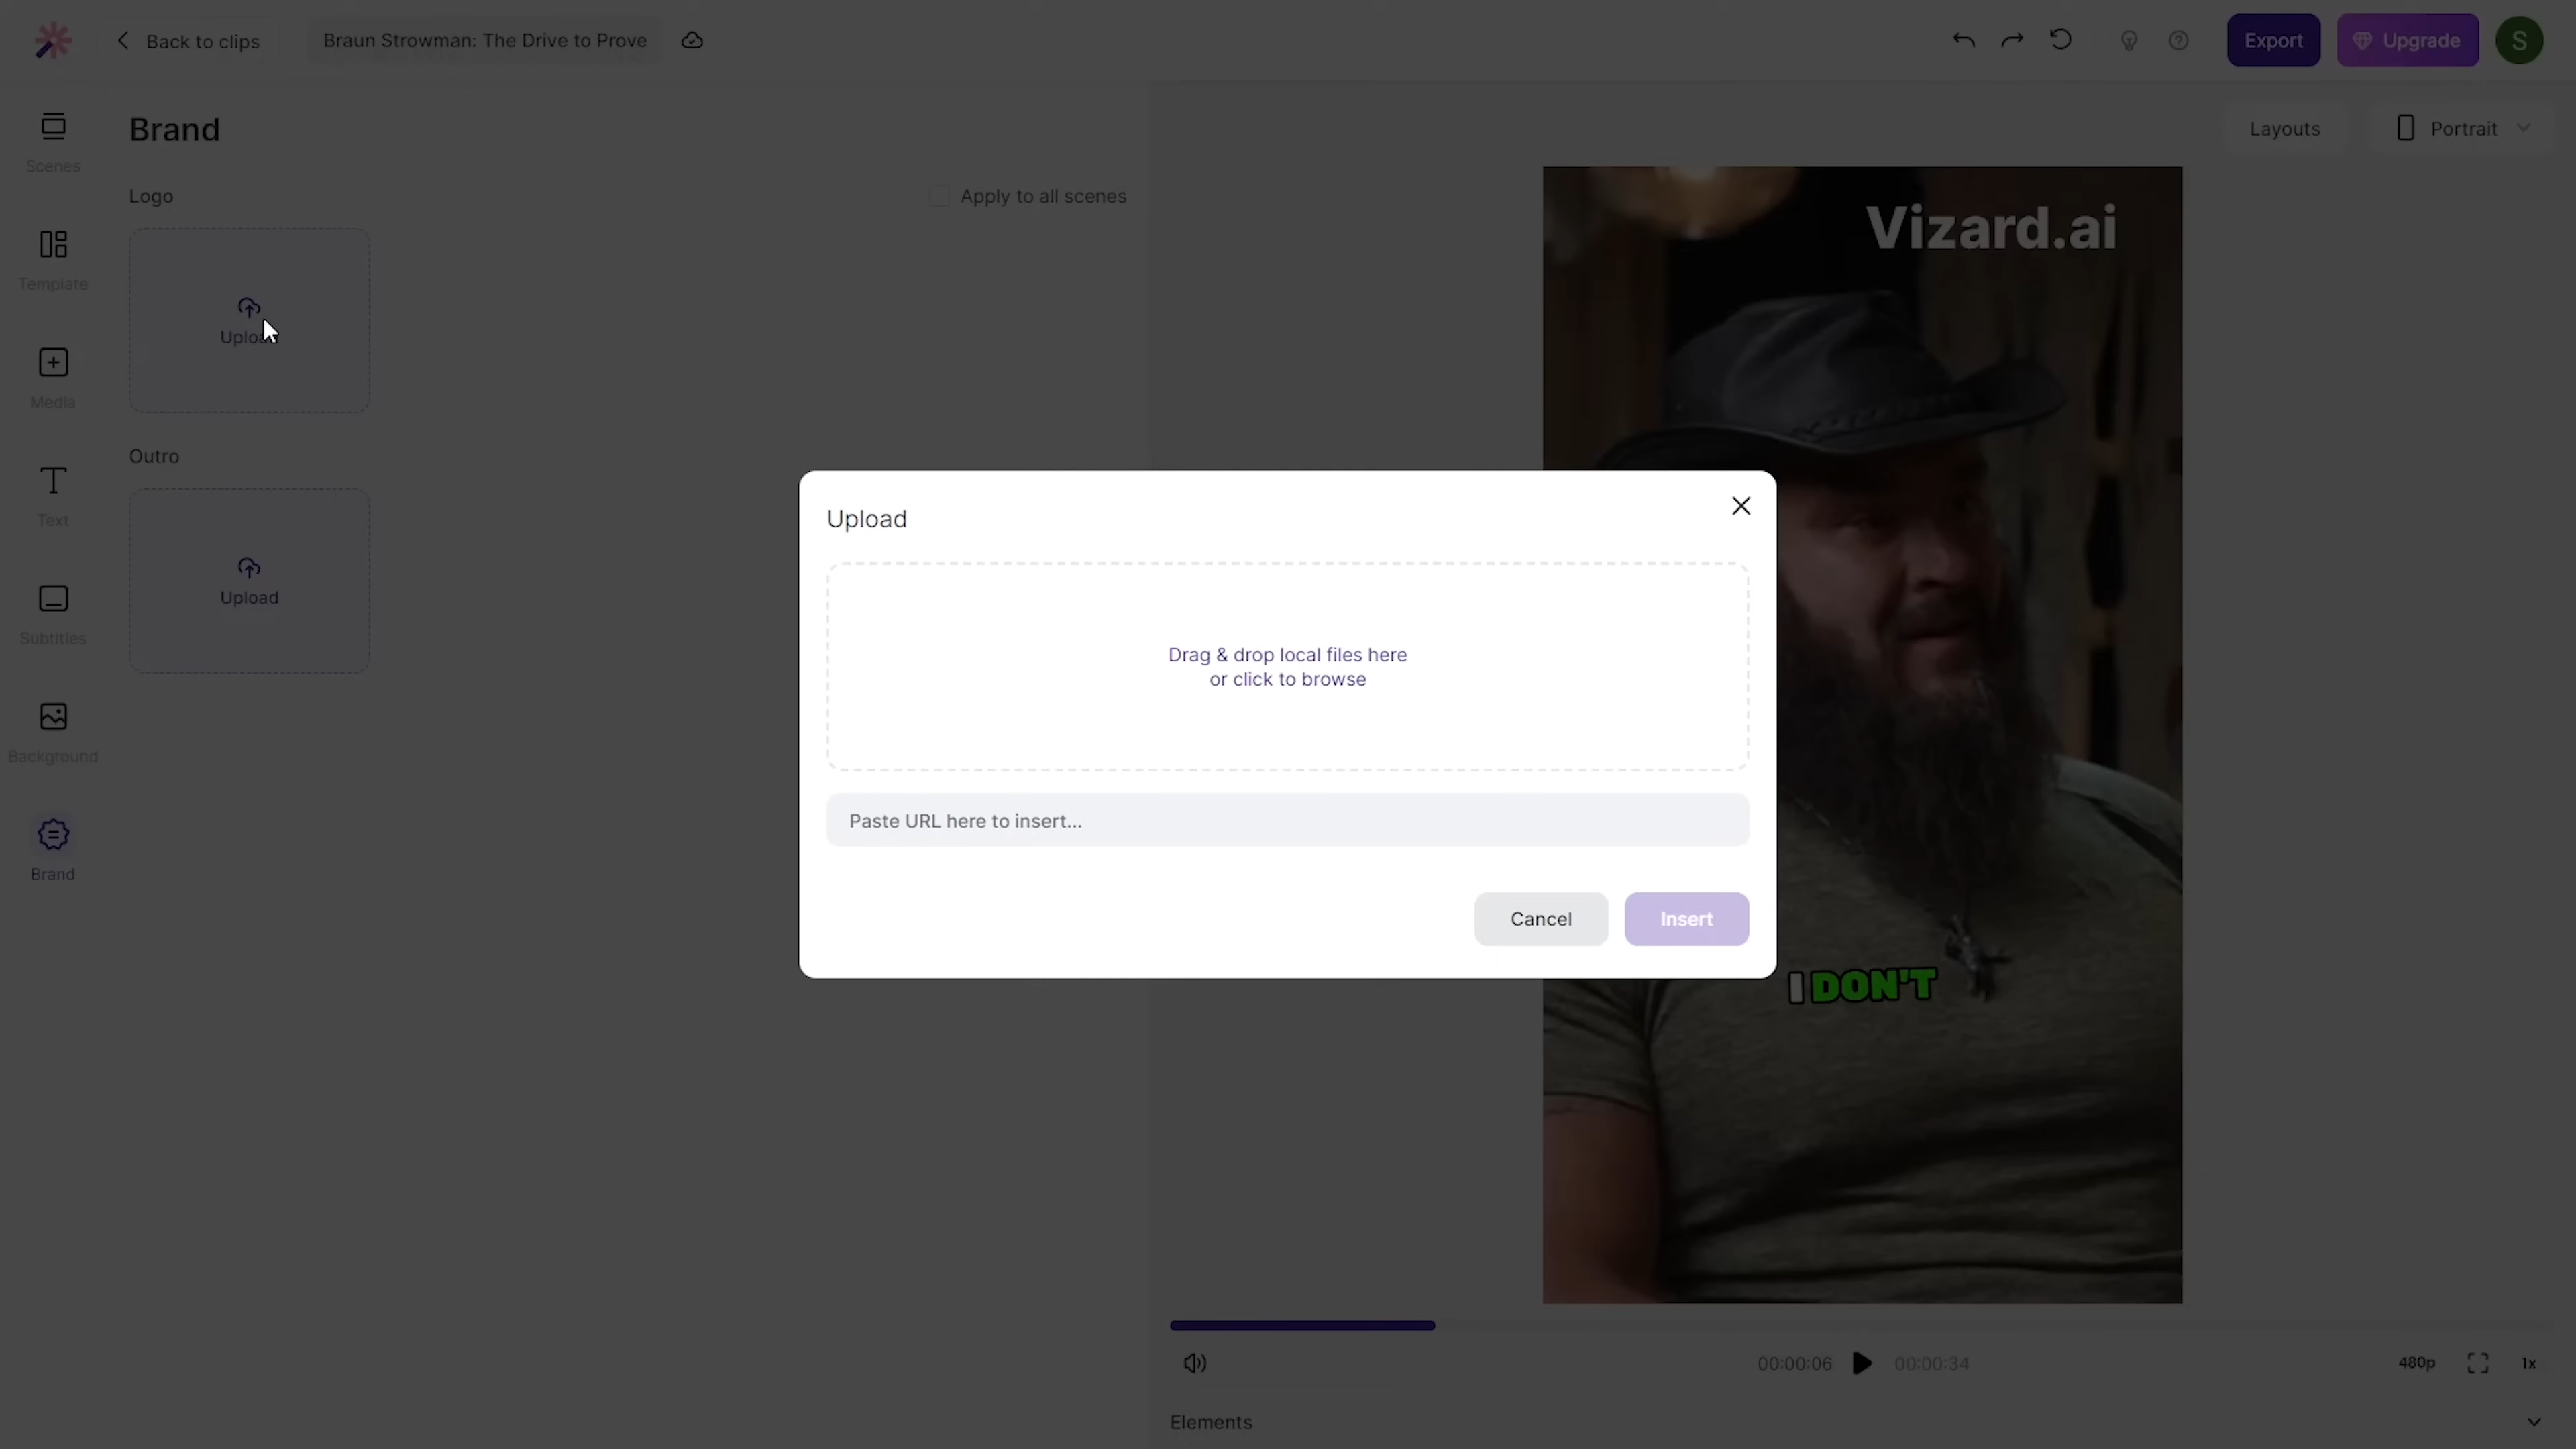 Back to clips
Braun Strowman: The Drive to Prove
Export
Upgrade
S
Scenes
Template
Media
Text
Subtitles
Background
Brand
Brand
Logo
Apply to all scenes
Upload
Outro
Upload
Layouts
Portrait
Vizard.ai
Upload
Drag & drop local files here
or click to browse
Paste URL here to insert...
Cancel
Insert
I DON'T
00:00:06
00:00:34
480p
1x
Elements